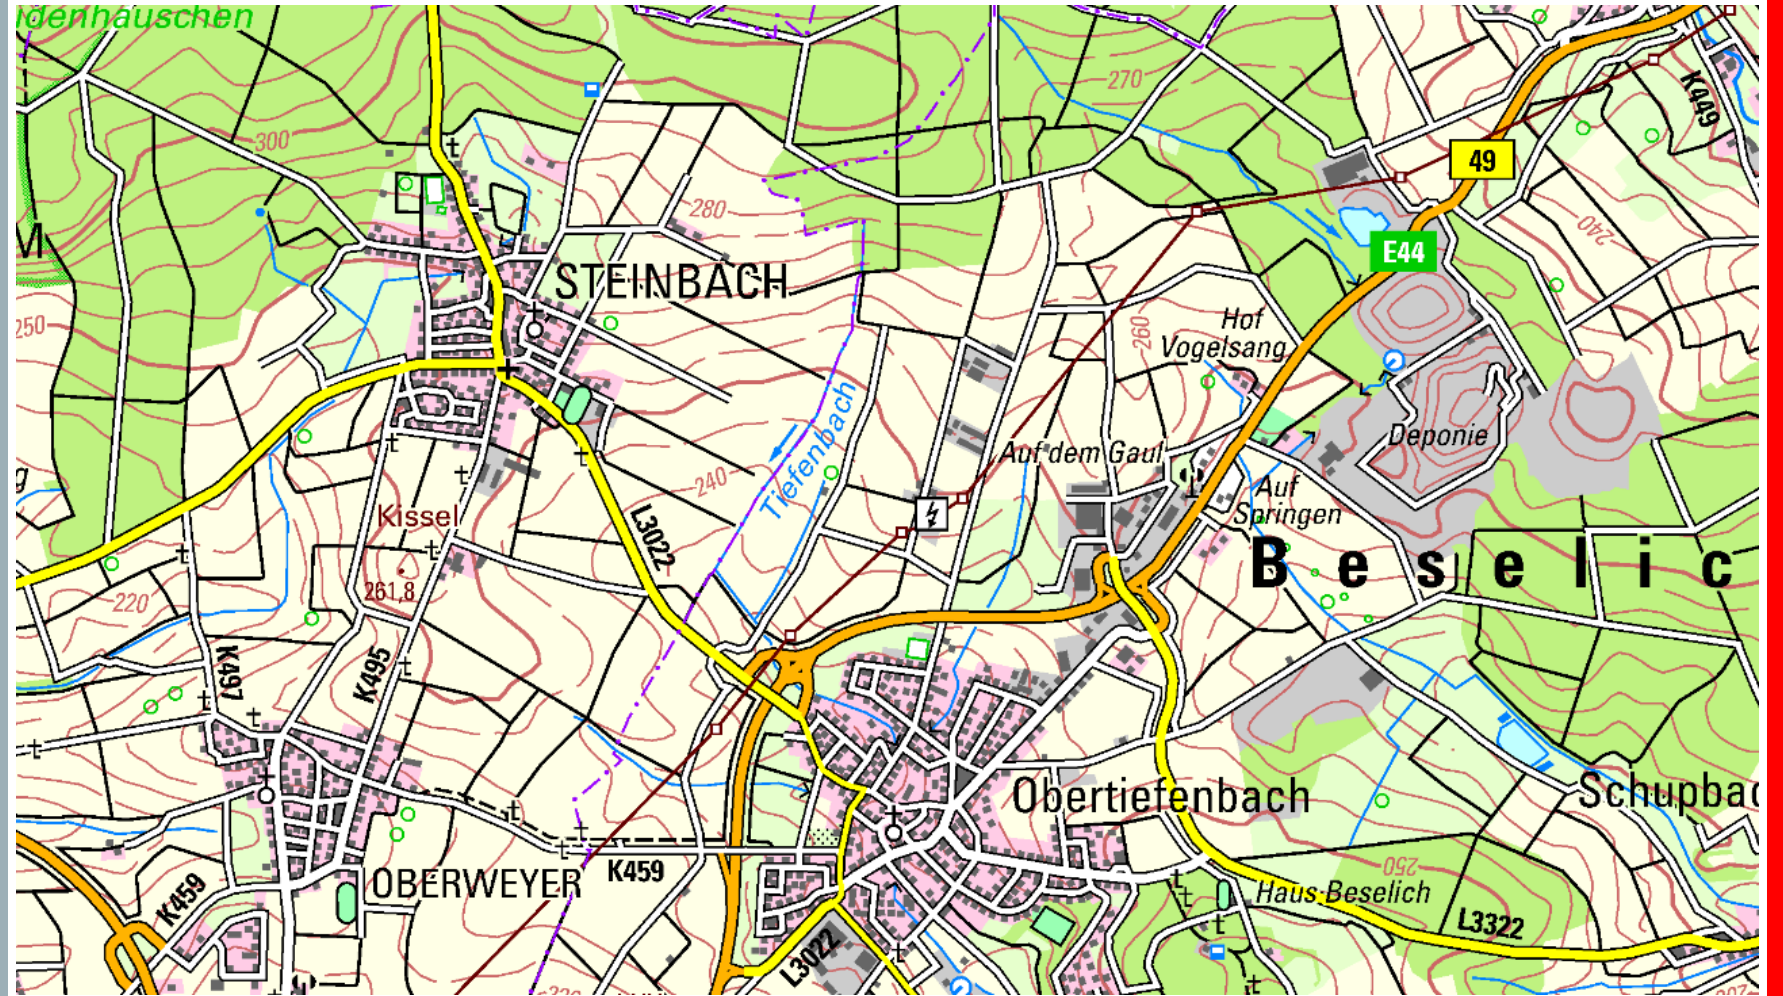 270
K449
300
49
280
240
E44
STEINBACH
250
Hof
Vogelsang
260
Tiefenbach
Deponie
Auf dem Gaul
240
Auf
Springen
Kissel
L3022
Beselic
261,8
220
K497
K495
Obertiefenbach
Schupbac
250
OBERWEYER
K459
K459
Haus Beselich
L3322
L3022